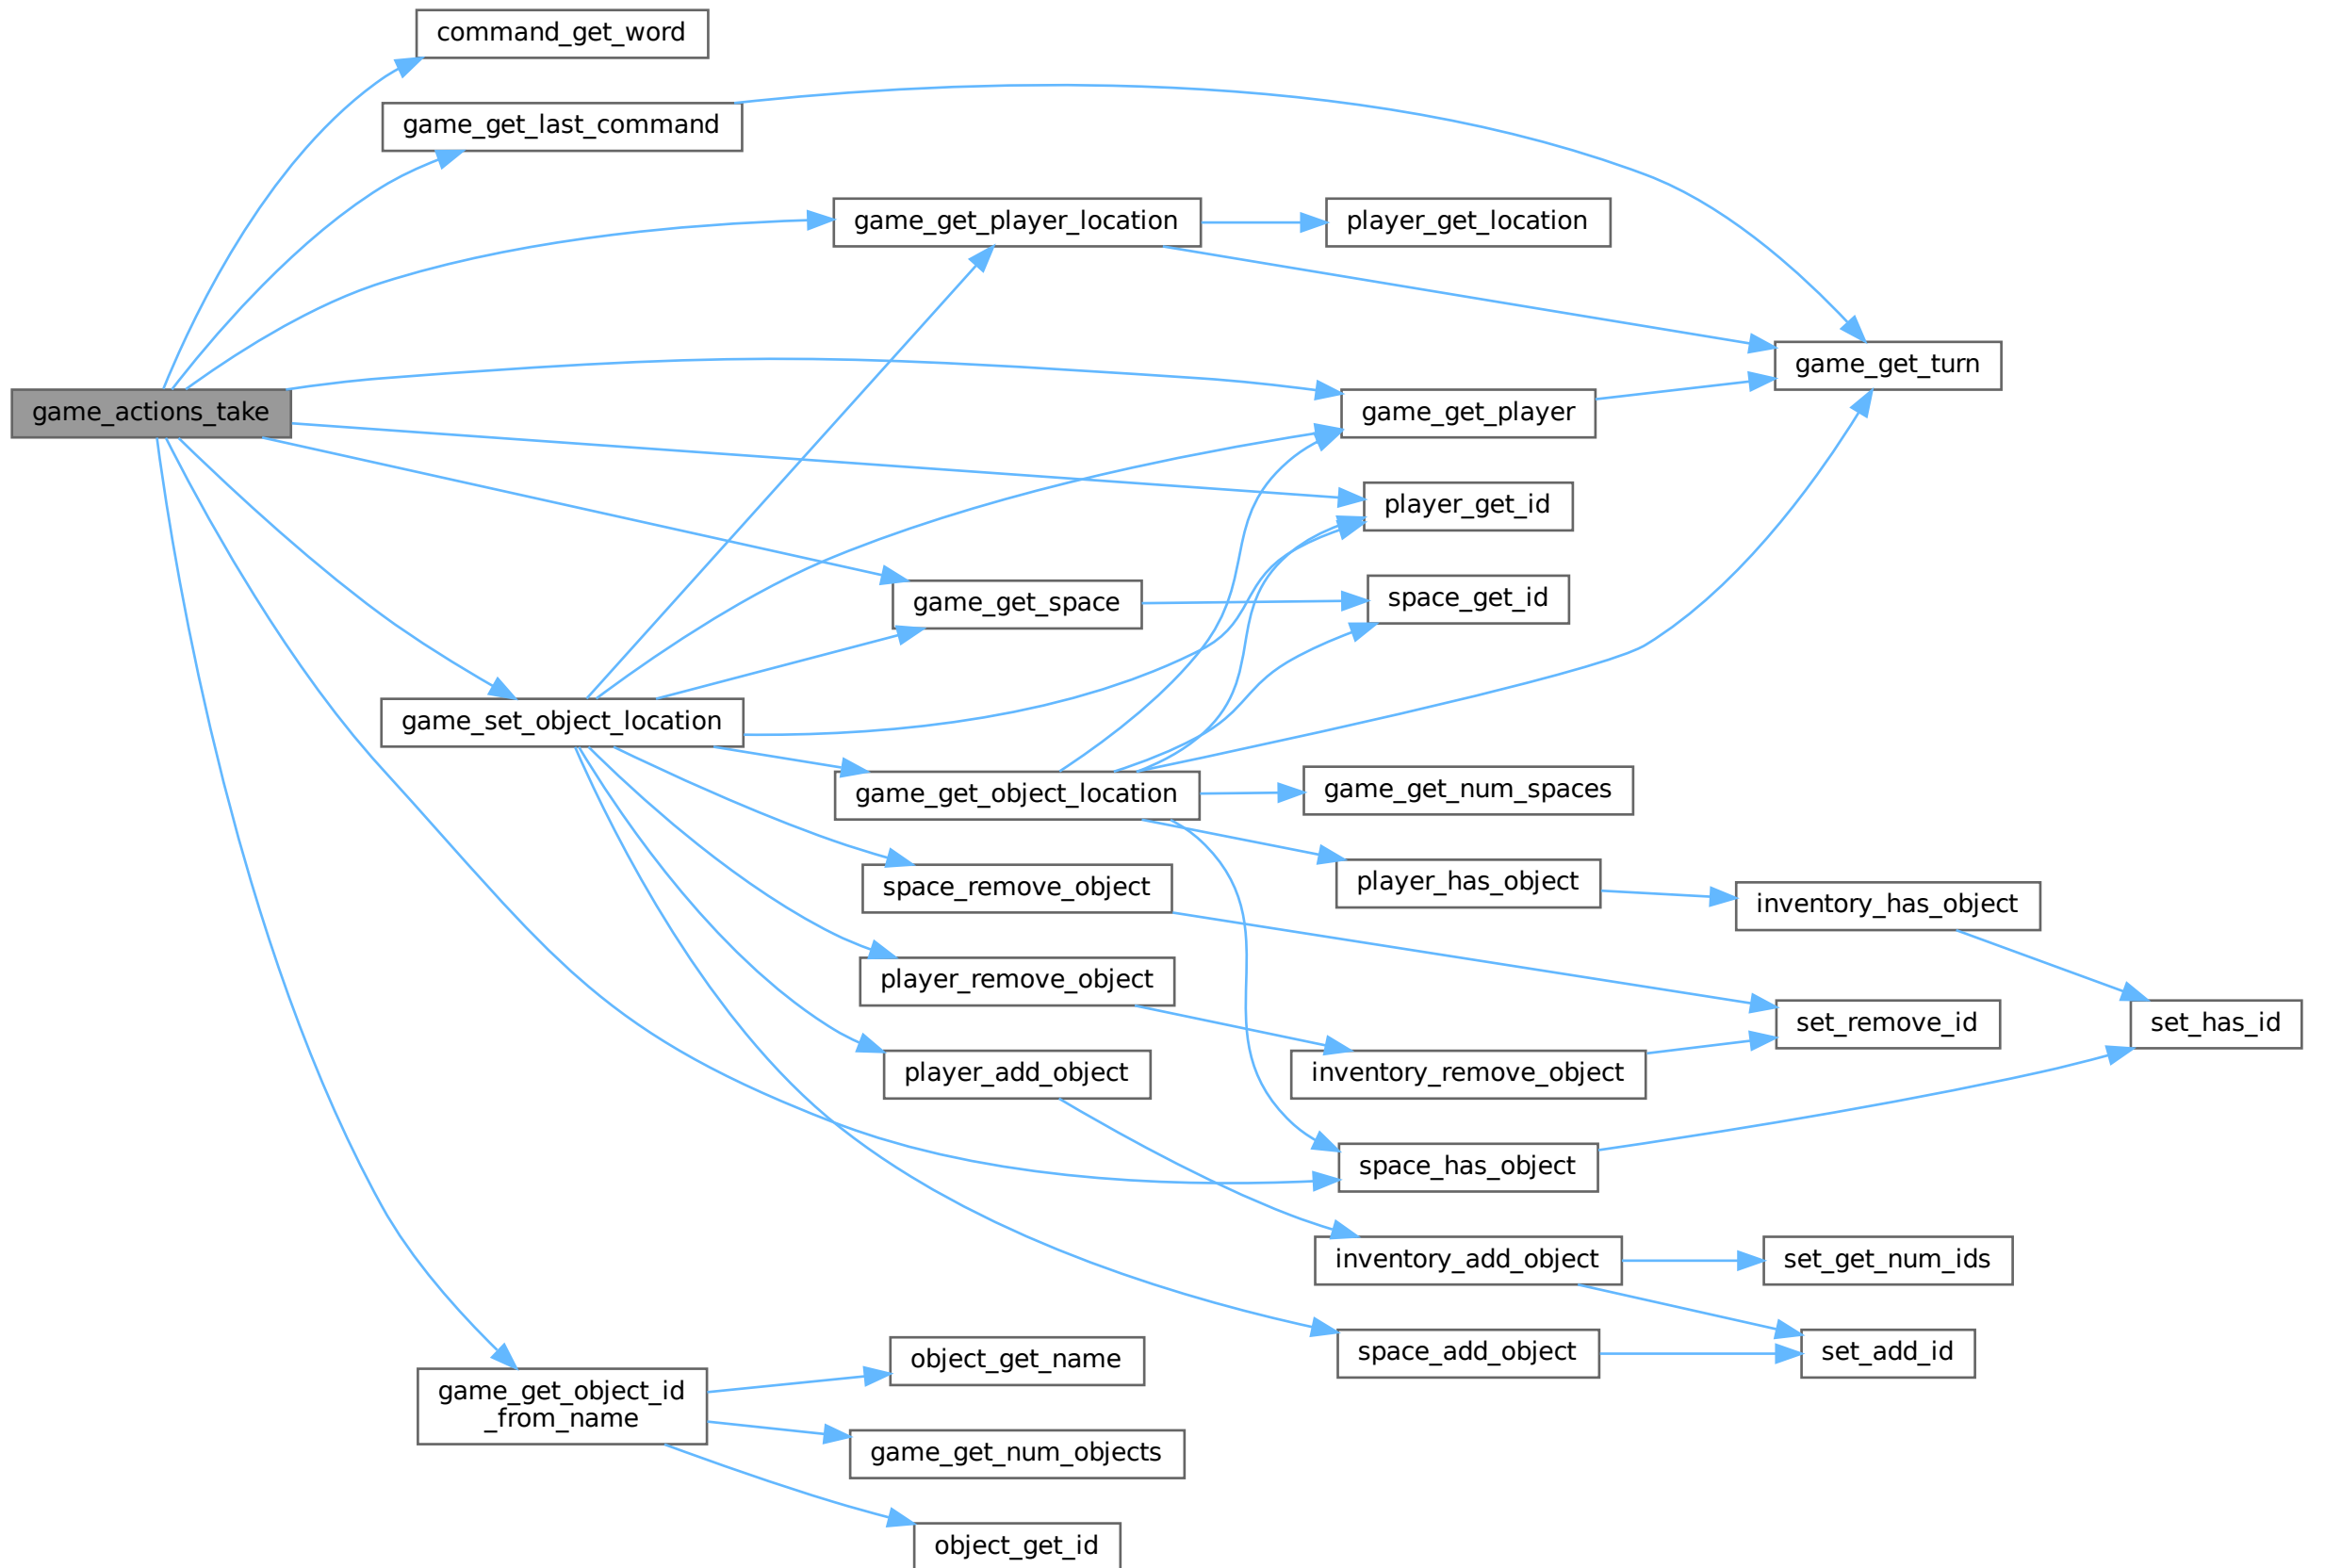 command_get_word
game_get_last_command
game_get_player_location
player_get_location
game_get_turn
game_actions_take
game_get_player
player_get_id
space_get_id
game_get_space
game_set_object_location
game_get_object_location
game_get_num_spaces
space_remove_object
player_has_object
inventory_has_object
player_remove_object
set_remove_id
set_has_id
player_add_object
inventory_remove_object
space_has_object
inventory_add_object
set_get_num_ids
space_add_object
set_add_id
object_get_name
game_get_object_id
_from_name
game_get_num_objects
object_get_id